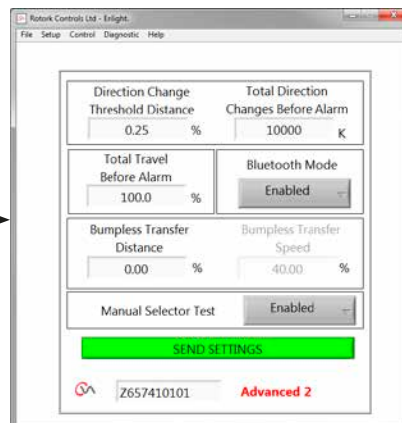 Rotork Controls Ltd - Enlight.
File Setup Control Diagnostic Help
Direction Change
Threshold Distance
0.25 %
Total Direction
Changes Before Alarm
10000 K
Total Travel
Before Alarm
100.0 %
Bluetooth Mode
Enabled
Bumpless Transfer
Distance
0.00 %
Bumpless Transfer
Speed
40.00 %
Manual Selector Test Enabled
SEND SETTINGS
Z657410101 Advanced 2